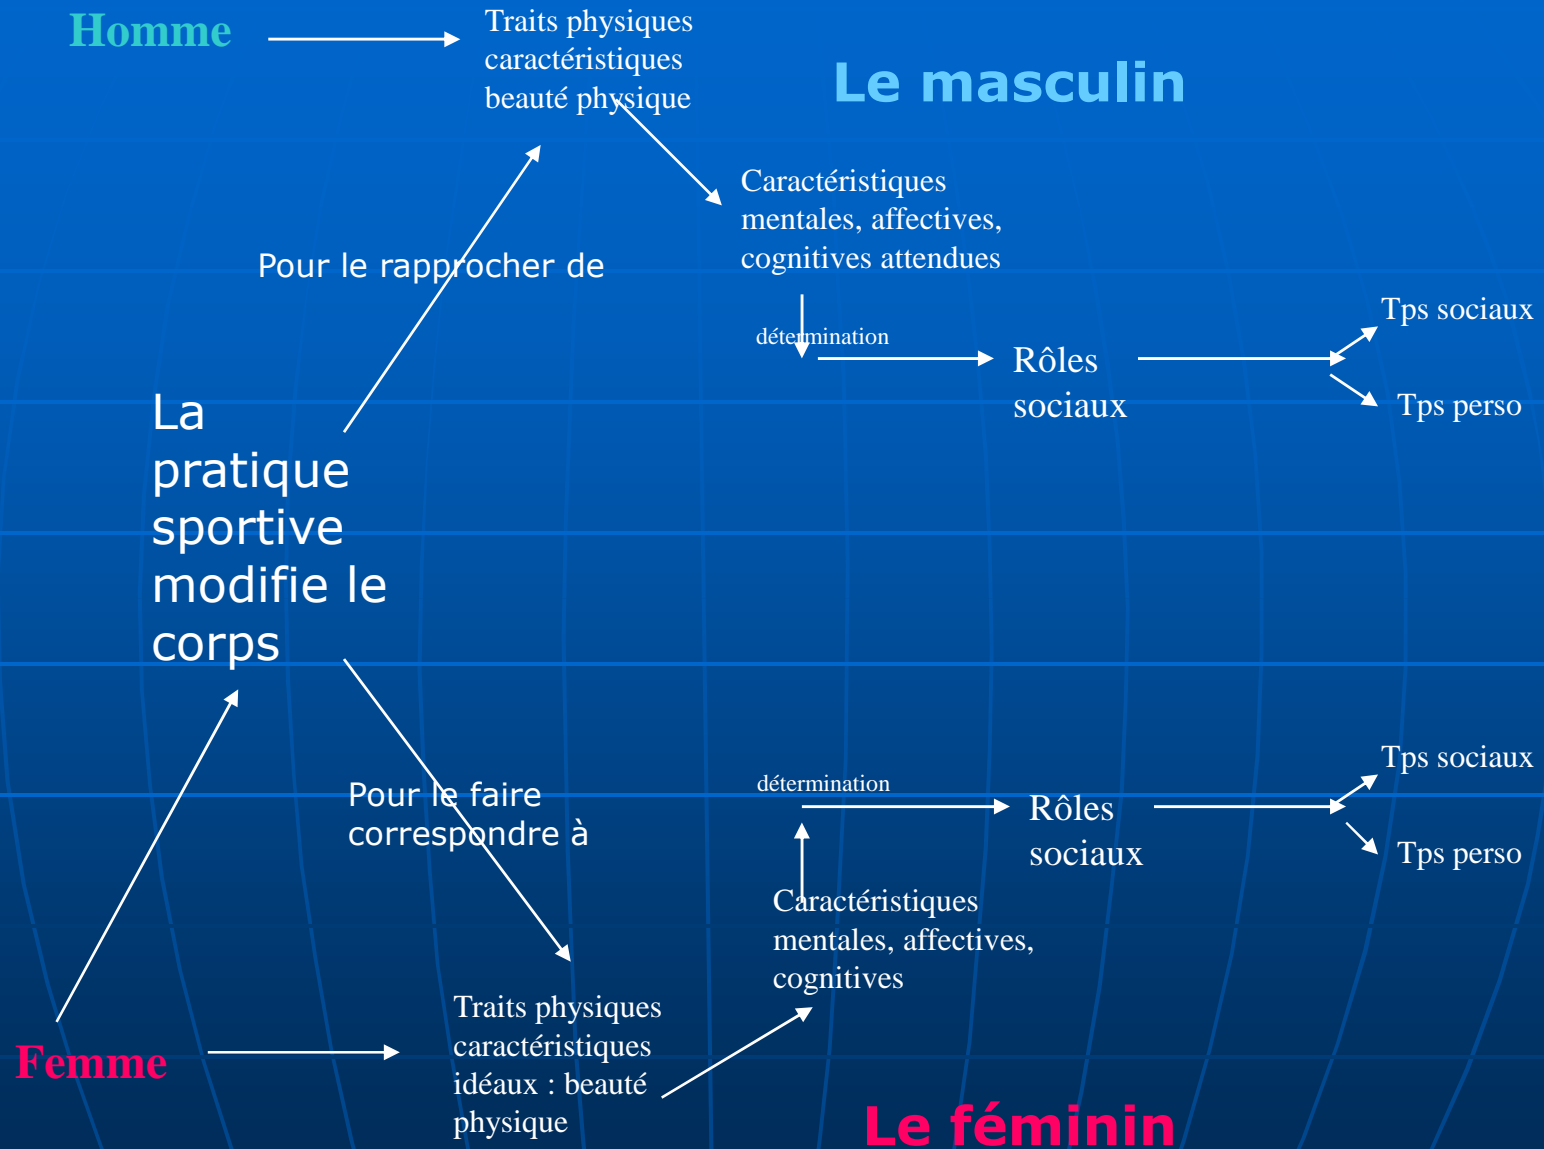 Homme
Traits physiques
caractéristiques
beauté physique
Le masculin
Caractéristiques
mentales, affectives,
cognitives attendues
Pour le rapprocher de
détermination
Rôles
sociaux
Tps sociaux
Tps perso
La
pratique
sportive
modifie le
corps
Pour le faire
correspondre à
détermination
Rôles
sociaux
Tps sociaux
Tps perso
Caractéristiques
mentales, affectives,
cognitives
Femme
Traits physiques
caractéristiques
idéaux : beauté
physique
Le féminin